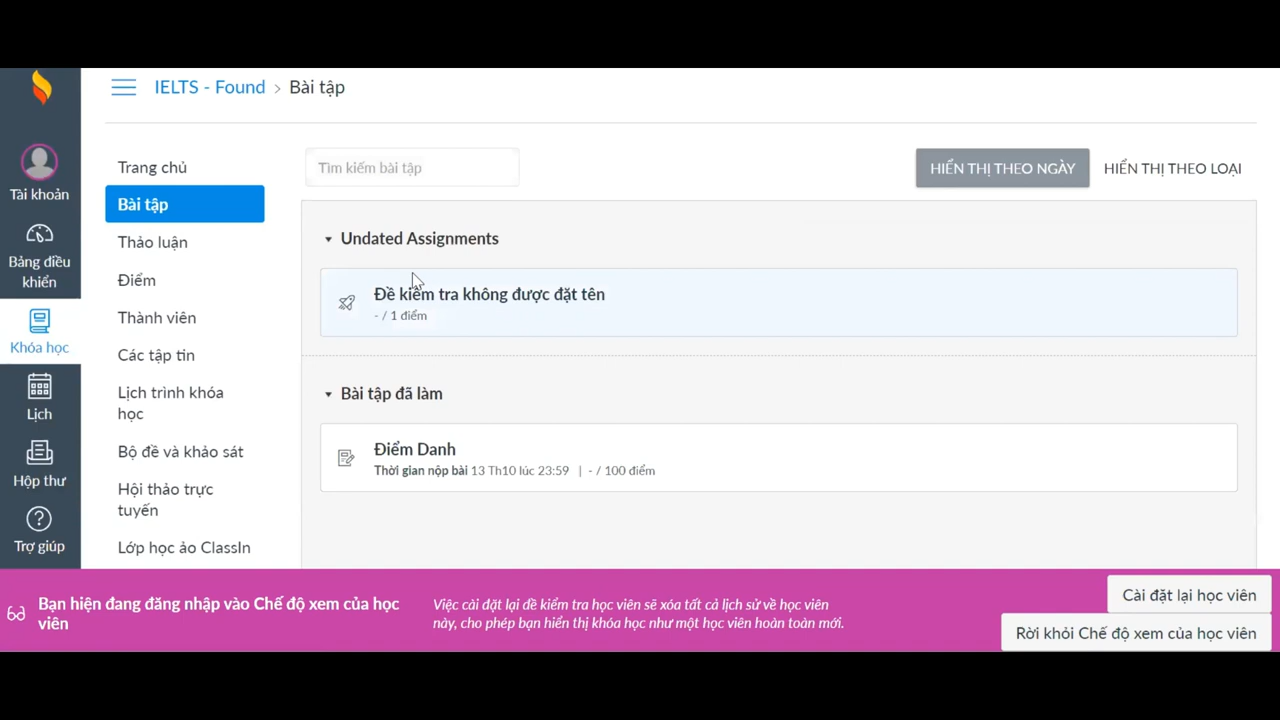 IELTS - Found > Bài tập
Tài khoản
Bảng điều
khiển
Khóa học
Lịch
Hộp thư
Trợ giúp
Trang chủ
Bài tập
Thảo luận
Điểm
Thành viên
Các tập tin
Lịch trình khóa
học
Bộ đề và khảo sát
Hội thảo trực
tuyến
Lớp học ảo ClassIn
Tìm kiếm bài tập
HIỂN THỊ THEO NGÀY
HIỂN THỊ THEO LOẠI
Undated Assignments
Đề kiểm tra không được đặt tên
- / 1 điểm
Bài tập đã làm
Điểm Danh
Thời gian nộp bài 13 Th10 lúc 23:59 | - / 100 điểm
Bạn hiện đang đăng nhập vào Chế độ xem của học
viên
Việc cài đặt lại đề kiểm tra học viên sẽ xóa tất cả lịch sử về học viên
này, cho phép bạn hiển thị khóa học như một học viên hoàn toàn mới.
Cài đặt lại học viên
Rời khỏi Chế độ xem của học viên